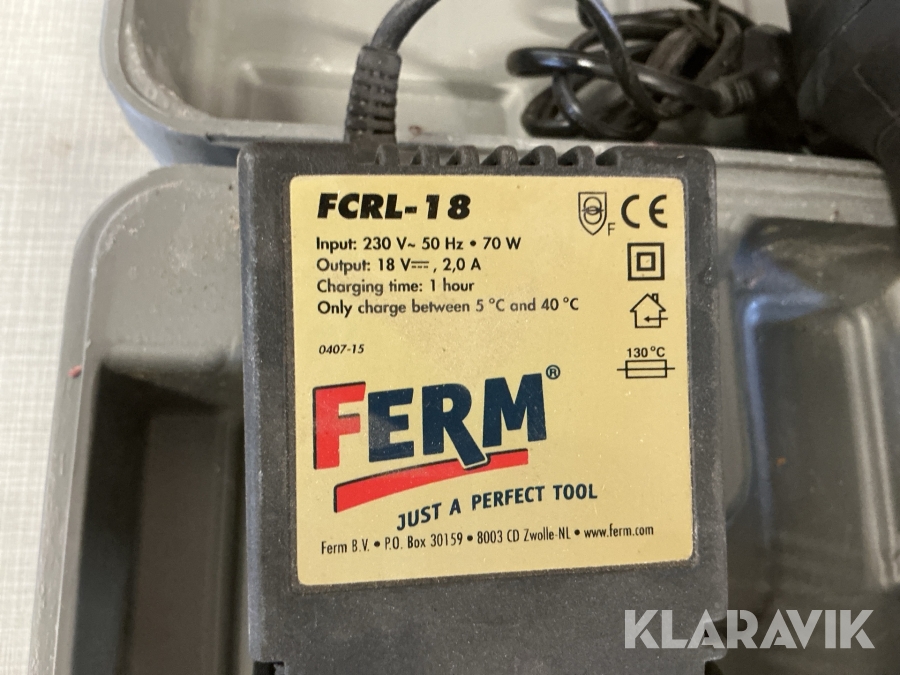 FCRL-18
F CE
Input: 230 V~ 50 Hz • 70 W
Output: 18 V⎓, 2,0 A
Charging time: 1 hour
Only charge between 5 °C and 40 °C
0407-15
130 °C
FERM®
JUST A PERFECT TOOL
Ferm B.V. • P.O. Box 30159 • 8003 CD Zwolle-NL • www.ferm.com
KLARAVIK